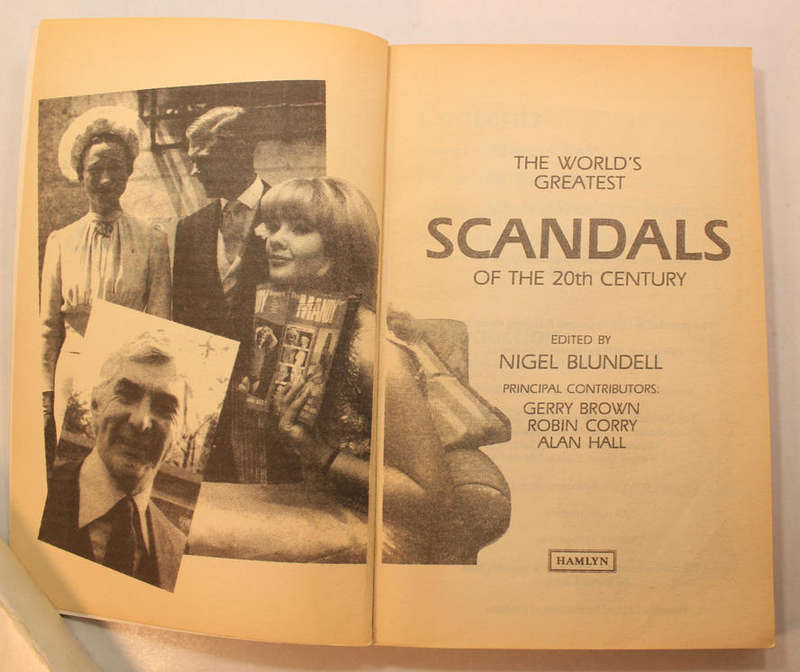 MANDY
THE WORLD'S
GREATEST
SCANDALS
OF THE 20th CENTURY
EDITED BY
NIGEL BLUNDELL
PRINCIPAL CONTRIBUTORS:
GERRY BROWN
ROBIN CORRY
ALAN HALL
HAMLYN